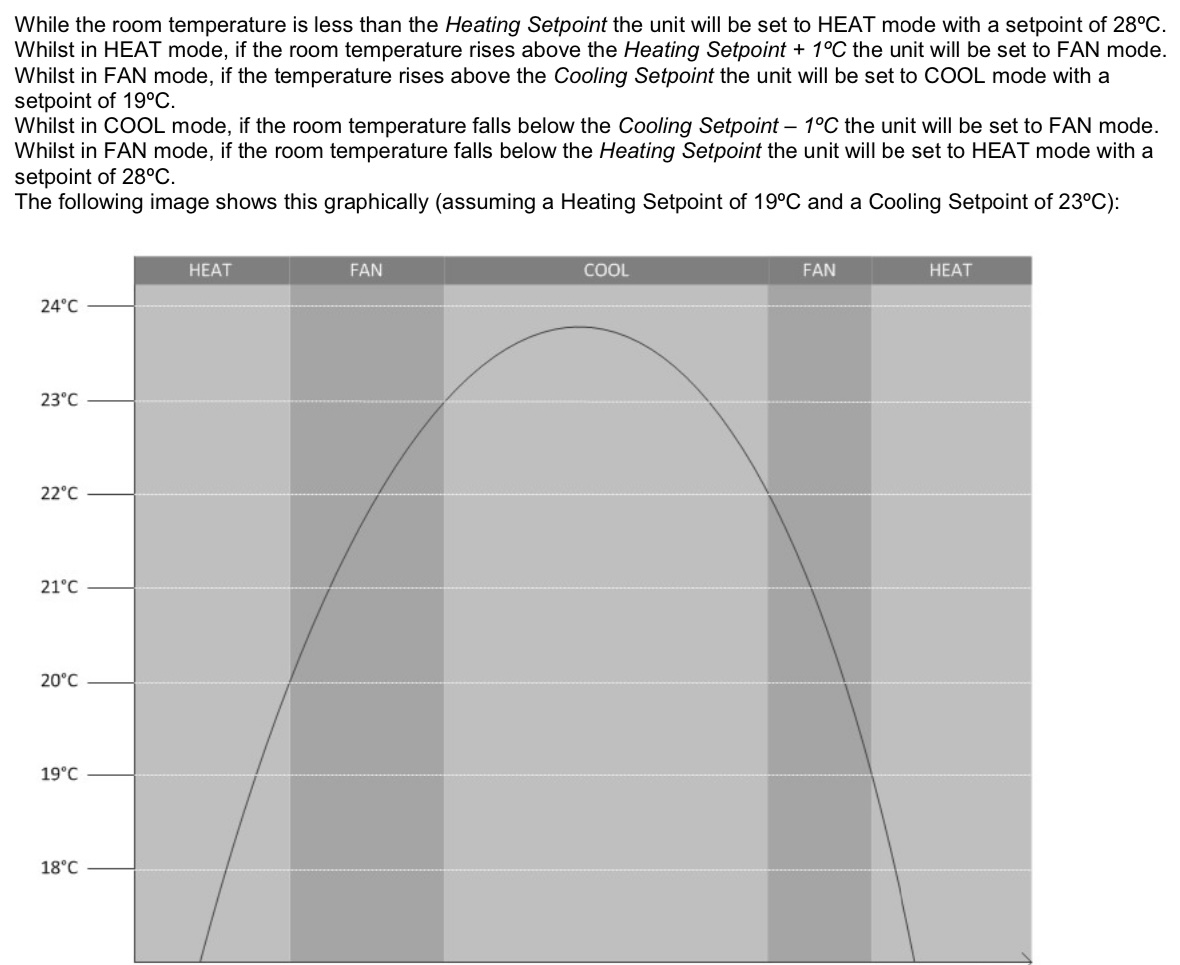 While the room temperature is less than the Heating Setpoint the unit will be set to HEAT mode with a setpoint of 28ºC.
Whilst in HEAT mode, if the room temperature rises above the Heating Setpoint + 1ºC the unit will be set to FAN mode.
Whilst in FAN mode, if the temperature rises above the Cooling Setpoint the unit will be set to COOL mode with a
setpoint of 19ºC.
Whilst in COOL mode, if the room temperature falls below the Cooling Setpoint – 1ºC the unit will be set to FAN mode.
Whilst in FAN mode, if the room temperature falls below the Heating Setpoint the unit will be set to HEAT mode with a
setpoint of 28ºC.
The following image shows this graphically (assuming a Heating Setpoint of 19ºC and a Cooling Setpoint of 23ºC):
HEAT FAN COOL FAN HEAT
24°C
23°C
22°C
21°C
20°C
19°C
18°C